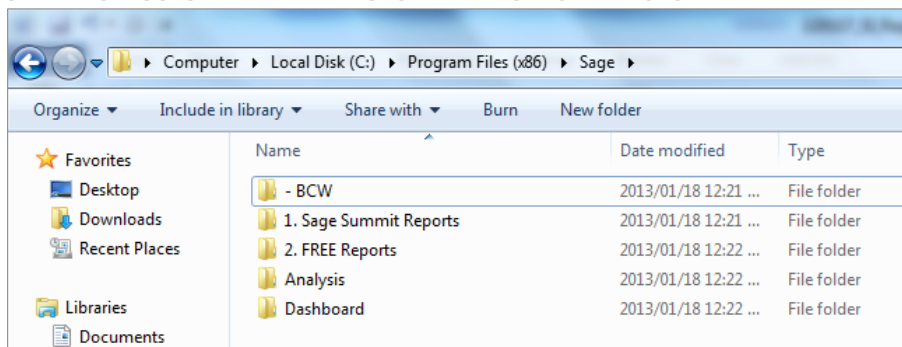 Computer Local Disk (C:) Program Files (x86) Sage
Organize Include in library Share with Burn New folder
Favorites
Desktop
Downloads
Recent Places
Libraries
Documents
Name Date modified Type
- BCW 2013/01/18 12:21 ... File folder
1. Sage Summit Reports 2013/01/18 12:21 ... File folder
2. FREE Reports 2013/01/18 12:22 ... File folder
Analysis 2013/01/18 12:22 ... File folder
Dashboard 2013/01/18 12:22 ... File folder